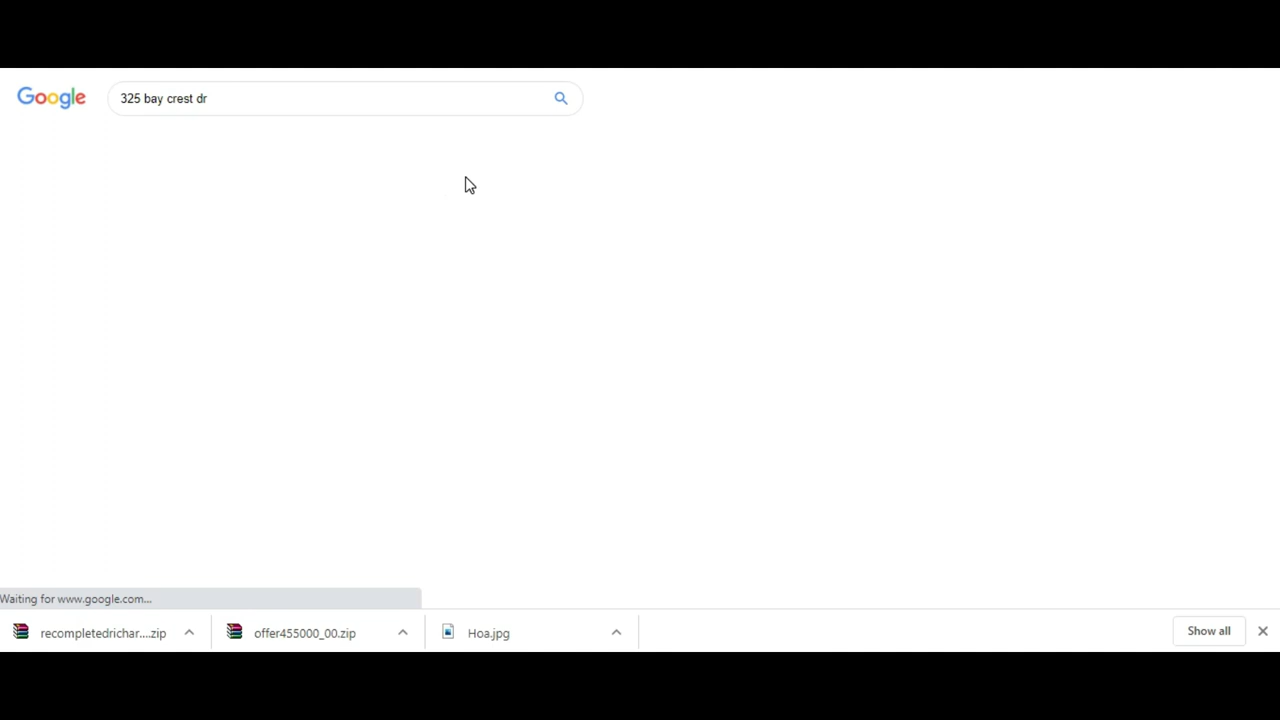 Google
325 bay crest dr
Waiting for www.google.com...
recompletedrichar....zip
offer455000_00.zip
Hoa.jpg
Show all